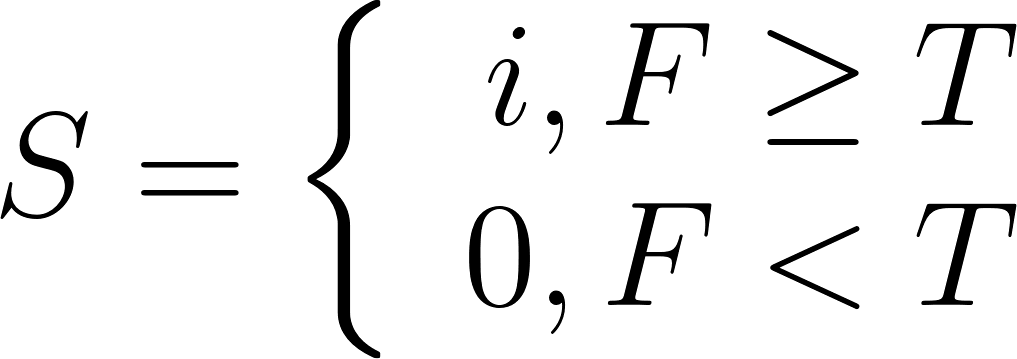 S = { i, F ≥ T
0, F < T